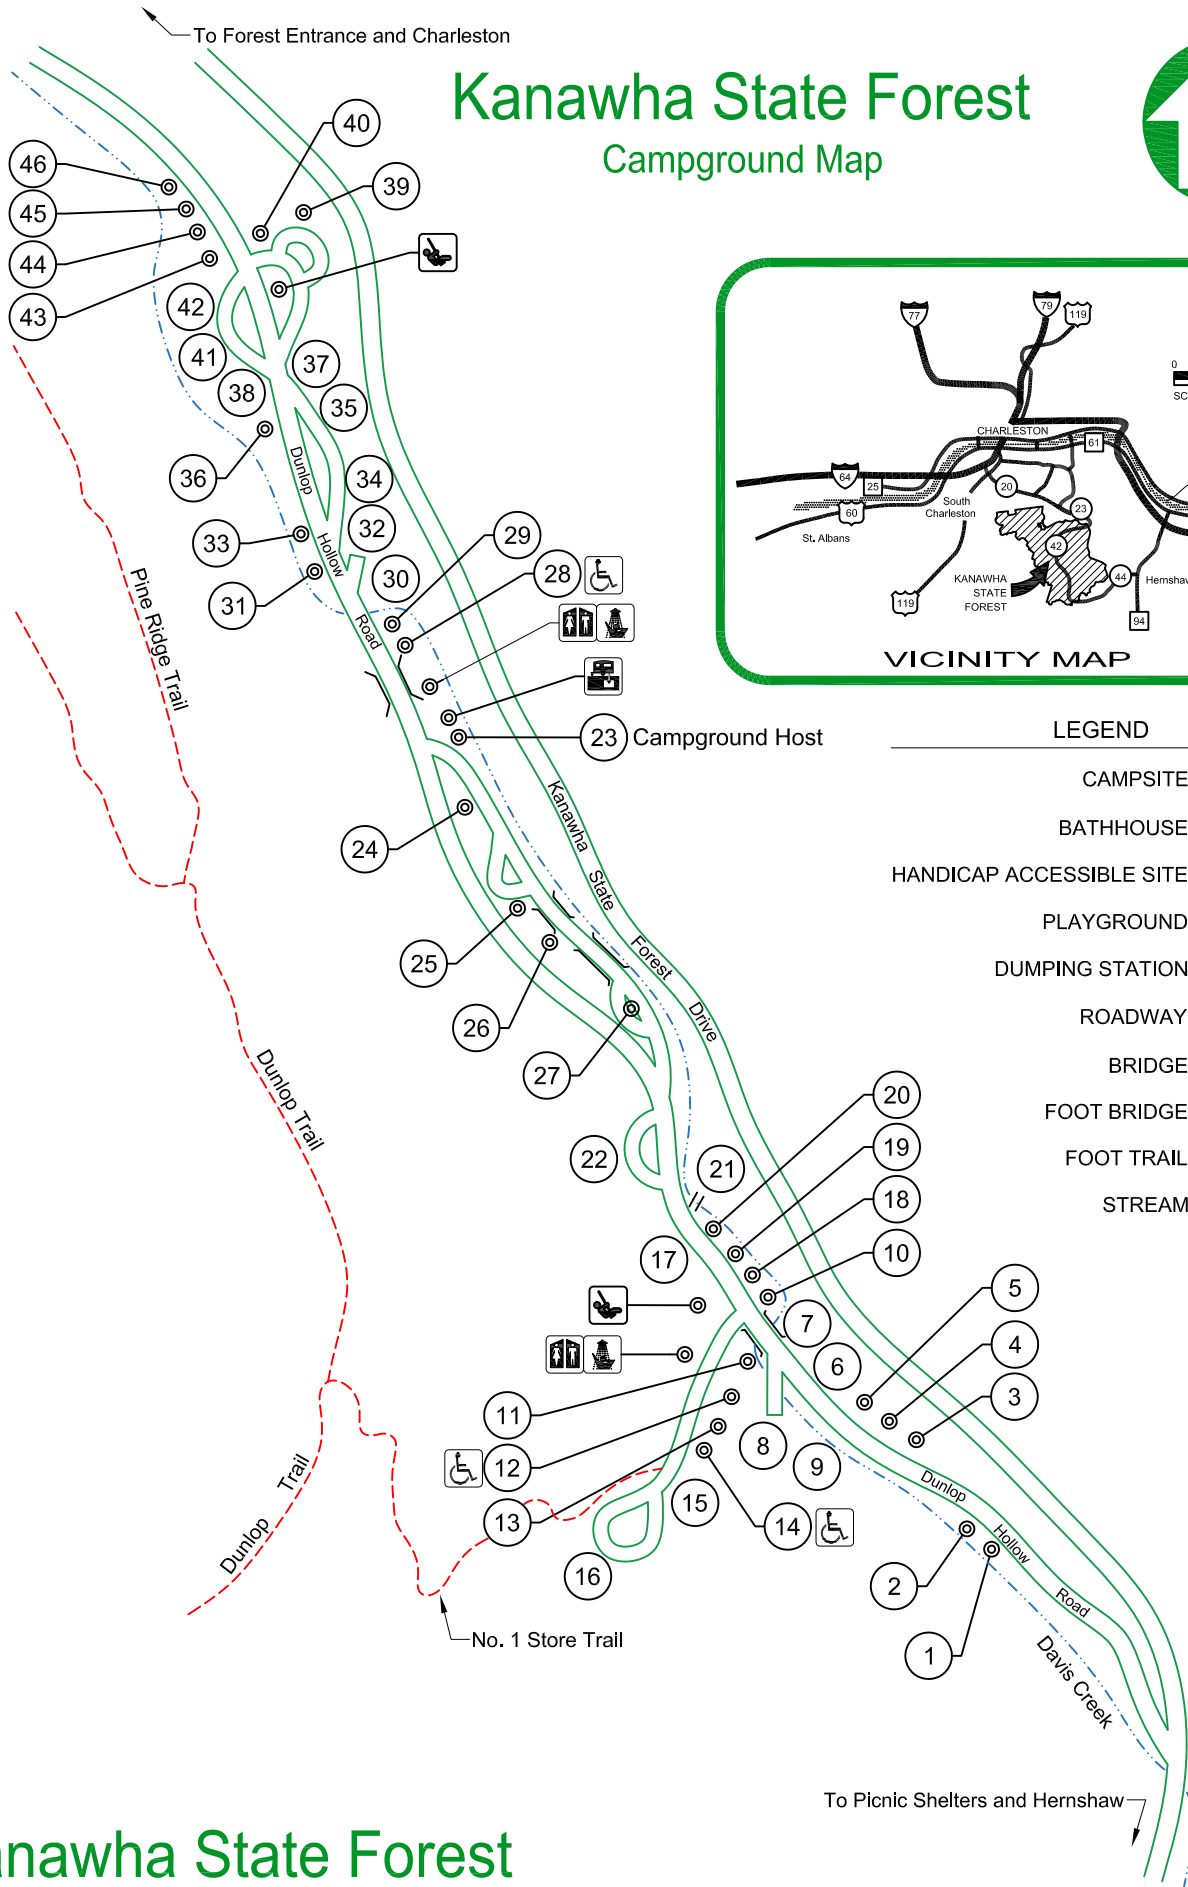 To Forest Entrance and Charleston
Kanawha State Forest
Campground Map
40
46
39
45
44
43
42
41
37
38
35
36
34
33
32
29
28
30
31
Dunlop
Hollow
Road
Pine Ridge Trail
77
79
119
0
SC
CHARLESTON
61
64
25
20
South
Charleston
23
60
St. Albans
42
KANAWHA
STATE
FOREST
44
Hernshaw
119
94
VICINITY MAP
23 Campground Host
LEGEND
CAMPSITE
BATHHOUSE
HANDICAP ACCESSIBLE SITE
PLAYGROUND
DUMPING STATION
ROADWAY
BRIDGE
FOOT BRIDGE
FOOT TRAIL
STREAM
Kanawha
State
Forest
Drive
24
25
26
27
Dunlop Trail
20
22
21
19
18
17
10
5
7
4
6
3
11
12
8
9
13
15
14
16
2
1
Dunlop
Trail
Dunlop
Hollow
Road
No. 1 Store Trail
Davis Creek
To Picnic Shelters and Hernshaw
anawha State Forest